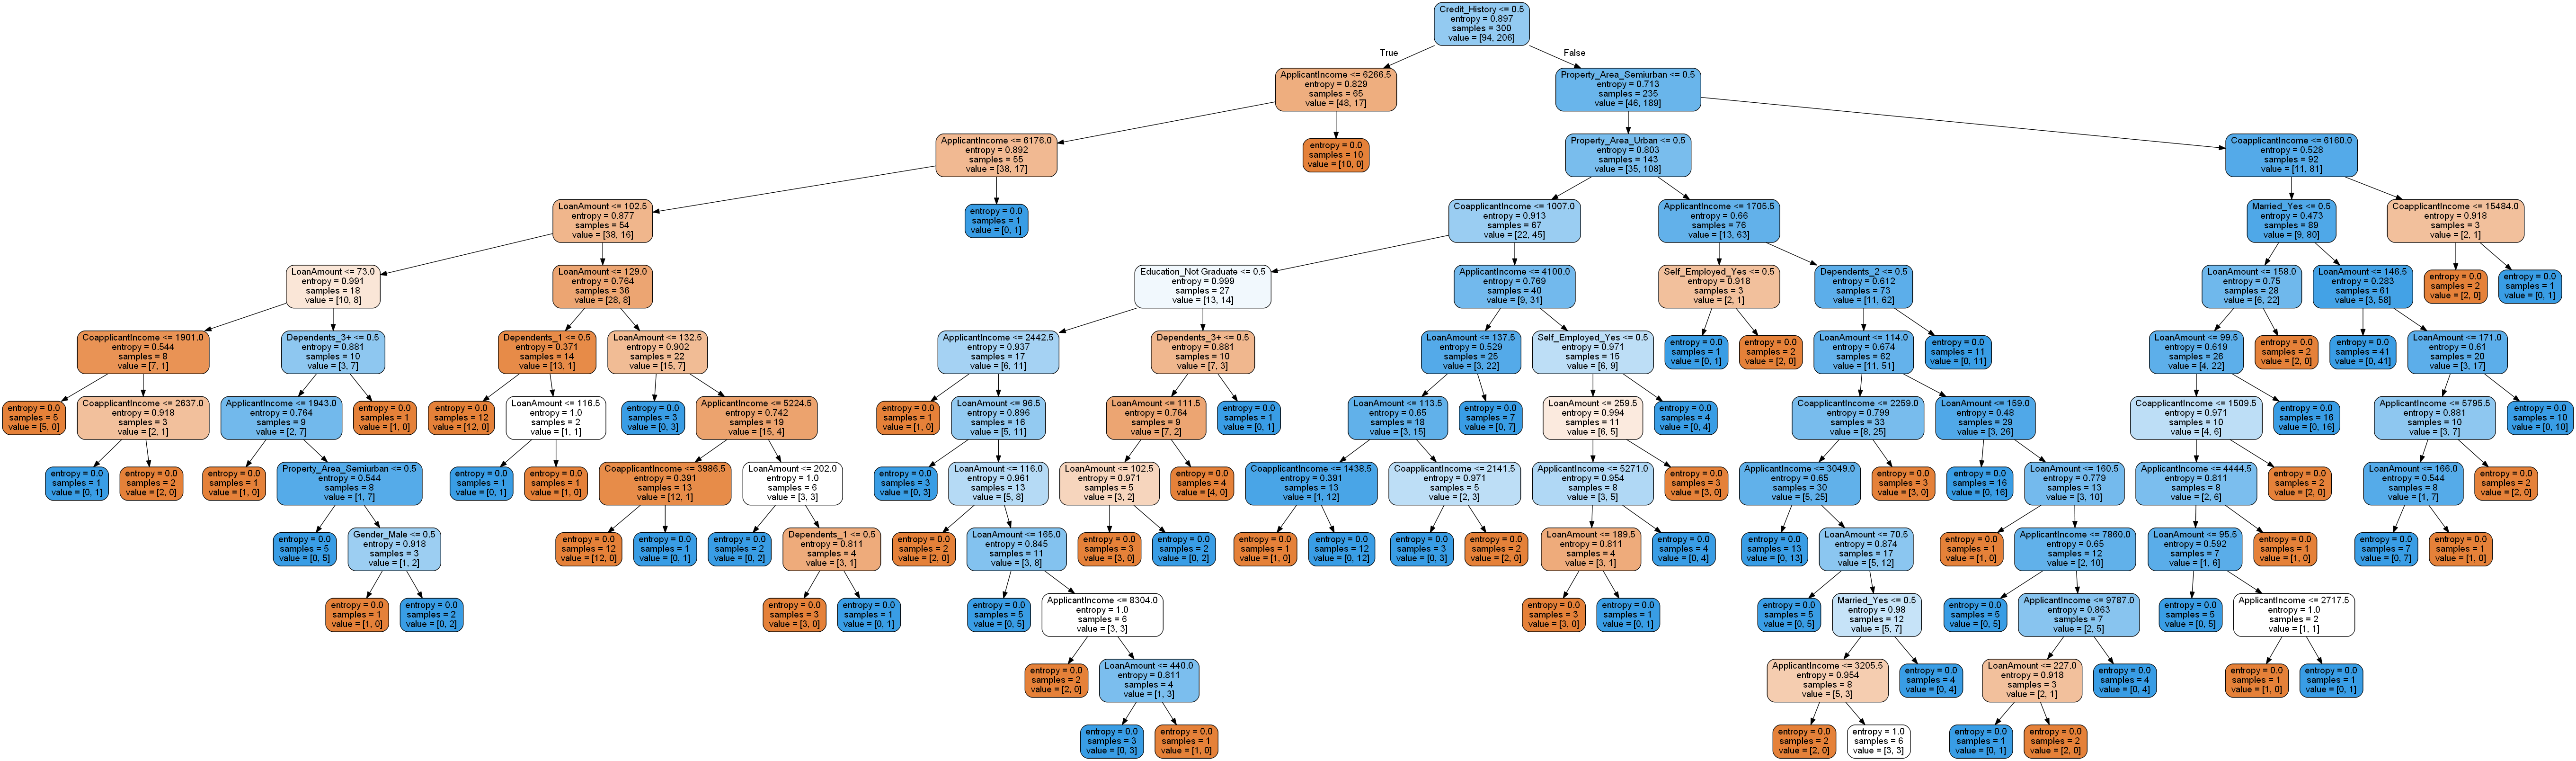 Credit_History <= 0.5
entropy = 0.897
samples = 300
value = [94, 206]
True
False
ApplicantIncome <= 6266.5
entropy = 0.829
samples = 65
value = [48, 17]
Property_Area_Semiurban <= 0.5
entropy = 0.713
samples = 235
value = [46, 189]
ApplicantIncome <= 6176.0
entropy = 0.892
samples = 55
value = [38, 17]
entropy = 0.0
samples = 10
value = [10, 0]
Property_Area_Urban <= 0.5
entropy = 0.803
samples = 143
value = [35, 108]
CoapplicantIncome <= 6160.0
entropy = 0.528
samples = 92
value = [11, 81]
LoanAmount <= 102.5
entropy = 0.877
samples = 54
value = [38, 16]
entropy = 0.0
samples = 1
value = [0, 1]
CoapplicantIncome <= 1007.0
entropy = 0.913
samples = 67
value = [22, 45]
ApplicantIncome <= 1705.5
entropy = 0.66
samples = 76
value = [13, 63]
Married_Yes <= 0.5
entropy = 0.473
samples = 89
value = [9, 80]
CoapplicantIncome <= 15484.0
entropy = 0.918
samples = 3
value = [2, 1]
LoanAmount <= 73.0
entropy = 0.991
samples = 18
value = [10, 8]
LoanAmount <= 129.0
entropy = 0.764
samples = 36
value = [28, 8]
Education_Not Graduate <= 0.5
entropy = 0.999
samples = 27
value = [13, 14]
ApplicantIncome <= 4100.0
entropy = 0.769
samples = 40
value = [9, 31]
Self_Employed_Yes <= 0.5
entropy = 0.918
samples = 3
value = [2, 1]
Dependents_2 <= 0.5
entropy = 0.612
samples = 73
value = [11, 62]
LoanAmount <= 158.0
entropy = 0.75
samples = 28
value = [6, 22]
LoanAmount <= 146.5
entropy = 0.283
samples = 61
value = [3, 58]
entropy = 0.0
samples = 2
value = [2, 0]
entropy = 0.0
samples = 1
value = [0, 1]
CoapplicantIncome <= 1901.0
entropy = 0.544
samples = 8
value = [7, 1]
Dependents_3+ <= 0.5
entropy = 0.881
samples = 10
value = [3, 7]
Dependents_1 <= 0.5
entropy = 0.371
samples = 14
value = [13, 1]
LoanAmount <= 132.5
entropy = 0.902
samples = 22
value = [15, 7]
ApplicantIncome <= 2442.5
entropy = 0.937
samples = 17
value = [6, 11]
Dependents_3+ <= 0.5
entropy = 0.881
samples = 10
value = [7, 3]
LoanAmount <= 137.5
entropy = 0.529
samples = 25
value = [3, 22]
Self_Employed_Yes <= 0.5
entropy = 0.971
samples = 15
value = [6, 9]
entropy = 0.0
samples = 1
value = [0, 1]
entropy = 0.0
samples = 2
value = [2, 0]
LoanAmount <= 114.0
entropy = 0.674
samples = 62
value = [11, 51]
entropy = 0.0
samples = 11
value = [0, 11]
LoanAmount <= 99.5
entropy = 0.619
samples = 26
value = [4, 22]
entropy = 0.0
samples = 2
value = [2, 0]
entropy = 0.0
samples = 41
value = [0, 41]
LoanAmount <= 171.0
entropy = 0.61
samples = 20
value = [3, 17]
entropy = 0.0
samples = 5
value = [5, 0]
CoapplicantIncome <= 2637.0
entropy = 0.918
samples = 3
value = [2, 1]
ApplicantIncome <= 1943.0
entropy = 0.764
samples = 9
value = [2, 7]
entropy = 0.0
samples = 1
value = [1, 0]
entropy = 0.0
samples = 12
value = [12, 0]
LoanAmount <= 116.5
entropy = 1.0
samples = 2
value = [1, 1]
entropy = 0.0
samples = 3
value = [0, 3]
ApplicantIncome <= 5224.5
entropy = 0.742
samples = 19
value = [15, 4]
entropy = 0.0
samples = 1
value = [1, 0]
LoanAmount <= 96.5
entropy = 0.896
samples = 16
value = [5, 11]
LoanAmount <= 111.5
entropy = 0.764
samples = 9
value = [7, 2]
entropy = 0.0
samples = 1
value = [0, 1]
LoanAmount <= 113.5
entropy = 0.65
samples = 18
value = [3, 15]
entropy = 0.0
samples = 7
value = [0, 7]
LoanAmount <= 259.5
entropy = 0.994
samples = 11
value = [6, 5]
entropy = 0.0
samples = 4
value = [0, 4]
CoapplicantIncome <= 2259.0
entropy = 0.799
samples = 33
value = [8, 25]
LoanAmount <= 159.0
entropy = 0.48
samples = 29
value = [3, 26]
CoapplicantIncome <= 1509.5
entropy = 0.971
samples = 10
value = [4, 6]
entropy = 0.0
samples = 16
value = [0, 16]
ApplicantIncome <= 5795.5
entropy = 0.881
samples = 10
value = [3, 7]
entropy = 0.0
samples = 10
value = [0, 10]
entropy = 0.0
samples = 1
value = [0, 1]
entropy = 0.0
samples = 2
value = [2, 0]
entropy = 0.0
samples = 1
value = [1, 0]
Property_Area_Semiurban <= 0.5
entropy = 0.544
samples = 8
value = [1, 7]
entropy = 0.0
samples = 1
value = [0, 1]
entropy = 0.0
samples = 1
value = [1, 0]
CoapplicantIncome <= 3986.5
entropy = 0.391
samples = 13
value = [12, 1]
LoanAmount <= 202.0
entropy = 1.0
samples = 6
value = [3, 3]
entropy = 0.0
samples = 3
value = [0, 3]
LoanAmount <= 116.0
entropy = 0.961
samples = 13
value = [5, 8]
LoanAmount <= 102.5
entropy = 0.971
samples = 5
value = [3, 2]
entropy = 0.0
samples = 4
value = [4, 0]
CoapplicantIncome <= 1438.5
entropy = 0.391
samples = 13
value = [1, 12]
CoapplicantIncome <= 2141.5
entropy = 0.971
samples = 5
value = [2, 3]
ApplicantIncome <= 5271.0
entropy = 0.954
samples = 8
value = [3, 5]
entropy = 0.0
samples = 3
value = [3, 0]
ApplicantIncome <= 3049.0
entropy = 0.65
samples = 30
value = [5, 25]
entropy = 0.0
samples = 3
value = [3, 0]
entropy = 0.0
samples = 16
value = [0, 16]
LoanAmount <= 160.5
entropy = 0.779
samples = 13
value = [3, 10]
ApplicantIncome <= 4444.5
entropy = 0.811
samples = 8
value = [2, 6]
entropy = 0.0
samples = 2
value = [2, 0]
LoanAmount <= 166.0
entropy = 0.544
samples = 8
value = [1, 7]
entropy = 0.0
samples = 2
value = [2, 0]
entropy = 0.0
samples = 5
value = [0, 5]
Gender_Male <= 0.5
entropy = 0.918
samples = 3
value = [1, 2]
entropy = 0.0
samples = 12
value = [12, 0]
entropy = 0.0
samples = 1
value = [0, 1]
entropy = 0.0
samples = 2
value = [0, 2]
Dependents_1 <= 0.5
entropy = 0.811
samples = 4
value = [3, 1]
entropy = 0.0
samples = 2
value = [2, 0]
LoanAmount <= 165.0
entropy = 0.845
samples = 11
value = [3, 8]
entropy = 0.0
samples = 3
value = [3, 0]
entropy = 0.0
samples = 2
value = [0, 2]
entropy = 0.0
samples = 1
value = [1, 0]
entropy = 0.0
samples = 12
value = [0, 12]
entropy = 0.0
samples = 3
value = [0, 3]
entropy = 0.0
samples = 2
value = [2, 0]
LoanAmount <= 189.5
entropy = 0.811
samples = 4
value = [3, 1]
entropy = 0.0
samples = 4
value = [0, 4]
entropy = 0.0
samples = 13
value = [0, 13]
LoanAmount <= 70.5
entropy = 0.874
samples = 17
value = [5, 12]
entropy = 0.0
samples = 1
value = [1, 0]
ApplicantIncome <= 7860.0
entropy = 0.65
samples = 12
value = [2, 10]
LoanAmount <= 95.5
entropy = 0.592
samples = 7
value = [1, 6]
entropy = 0.0
samples = 1
value = [1, 0]
entropy = 0.0
samples = 7
value = [0, 7]
entropy = 0.0
samples = 1
value = [1, 0]
entropy = 0.0
samples = 1
value = [1, 0]
entropy = 0.0
samples = 2
value = [0, 2]
entropy = 0.0
samples = 3
value = [3, 0]
entropy = 0.0
samples = 1
value = [0, 1]
entropy = 0.0
samples = 5
value = [0, 5]
ApplicantIncome <= 8304.0
entropy = 1.0
samples = 6
value = [3, 3]
entropy = 0.0
samples = 3
value = [3, 0]
entropy = 0.0
samples = 1
value = [0, 1]
entropy = 0.0
samples = 5
value = [0, 5]
Married_Yes <= 0.5
entropy = 0.98
samples = 12
value = [5, 7]
entropy = 0.0
samples = 5
value = [0, 5]
ApplicantIncome <= 9787.0
entropy = 0.863
samples = 7
value = [2, 5]
entropy = 0.0
samples = 5
value = [0, 5]
ApplicantIncome <= 2717.5
entropy = 1.0
samples = 2
value = [1, 1]
entropy = 0.0
samples = 2
value = [2, 0]
LoanAmount <= 440.0
entropy = 0.811
samples = 4
value = [1, 3]
ApplicantIncome <= 3205.5
entropy = 0.954
samples = 8
value = [5, 3]
entropy = 0.0
samples = 4
value = [0, 4]
LoanAmount <= 227.0
entropy = 0.918
samples = 3
value = [2, 1]
entropy = 0.0
samples = 4
value = [0, 4]
entropy = 0.0
samples = 1
value = [1, 0]
entropy = 0.0
samples = 1
value = [0, 1]
entropy = 0.0
samples = 3
value = [0, 3]
entropy = 0.0
samples = 1
value = [1, 0]
entropy = 0.0
samples = 2
value = [2, 0]
entropy = 1.0
samples = 6
value = [3, 3]
entropy = 0.0
samples = 1
value = [0, 1]
entropy = 0.0
samples = 2
value = [2, 0]